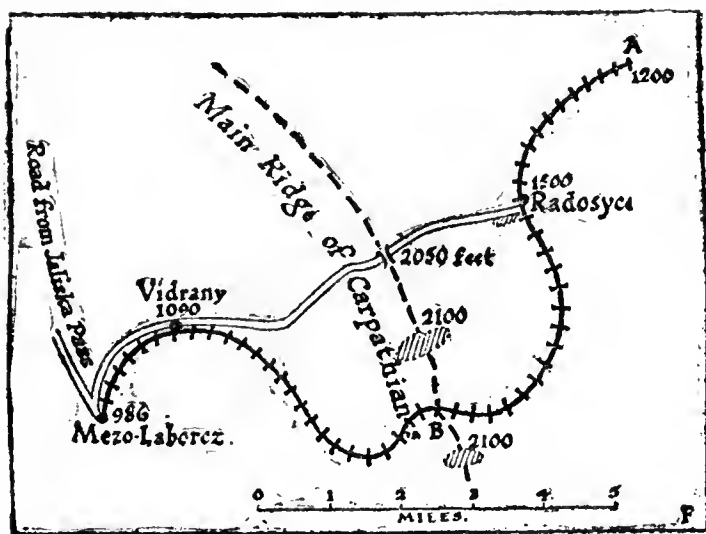 A
1200
Main Ridge of Carpathian
Road from Jaliska Pass
1500
Radosyce
2050 feet
Vidrany
1090
2100
986
Mezo-Laborcz.
B
2100
0 1 2 3 4 5
MILES.
F